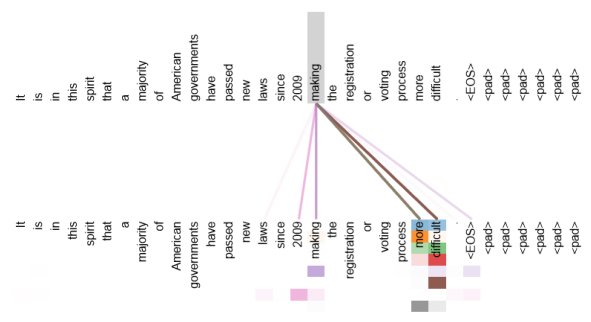 It is in this spirit that a majority of American governments have passed new laws since 2009 making the registration or voting process more difficult . <EOS> <pad> <pad> <pad> <pad> <pad> <pad>
It is in this spirit that a majority of American governments have passed new laws since 2009 making the registration or voting process more difficult . <EOS> <pad> <pad> <pad> <pad> <pad> <pad>